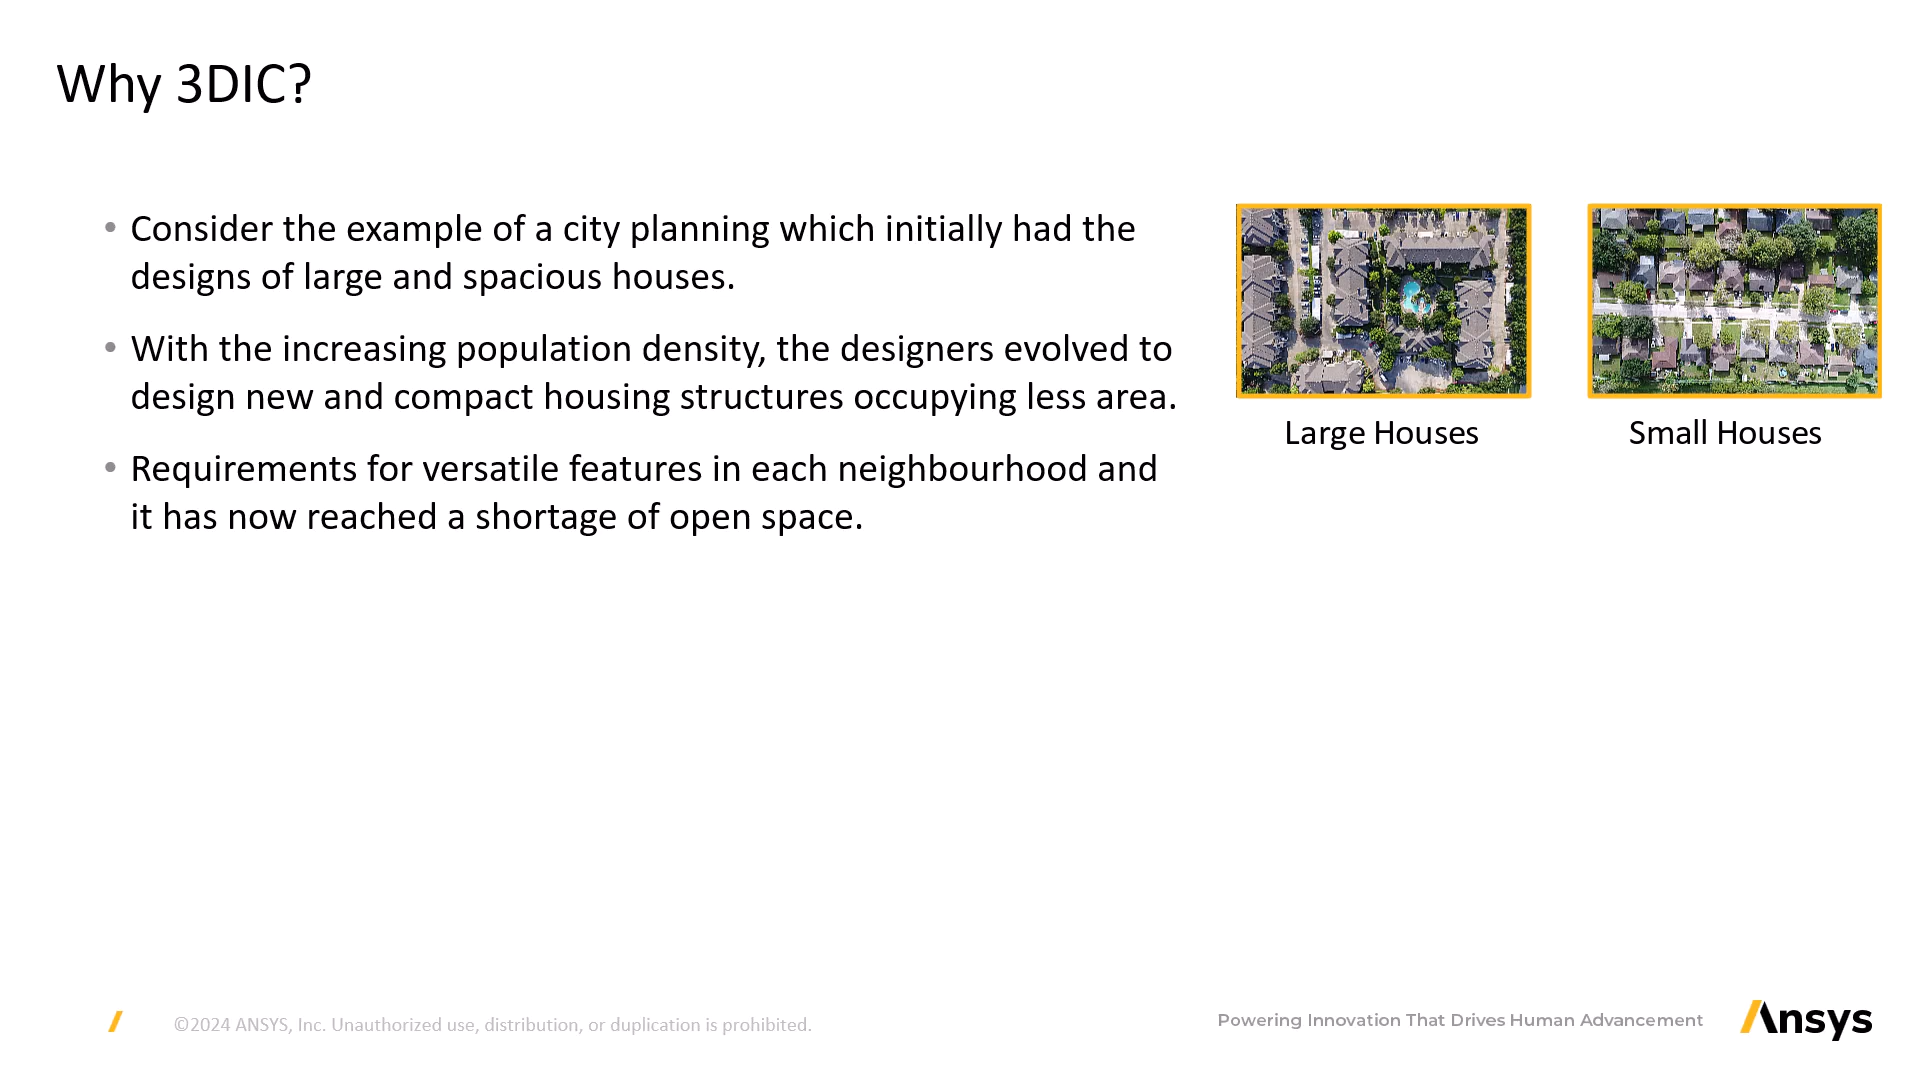 Why 3DIC?
• Consider the example of a city planning which initially had the
designs of large and spacious houses.
• With the increasing population density, the designers evolved to
design new and compact housing structures occupying less area.
• Requirements for versatile features in each neighbourhood and
it has now reached a shortage of open space.
Large Houses
Small Houses
©2024 ANSYS, Inc. Unauthorized use, distribution, or duplication is prohibited.
Powering Innovation That Drives Human Advancement
Ansys